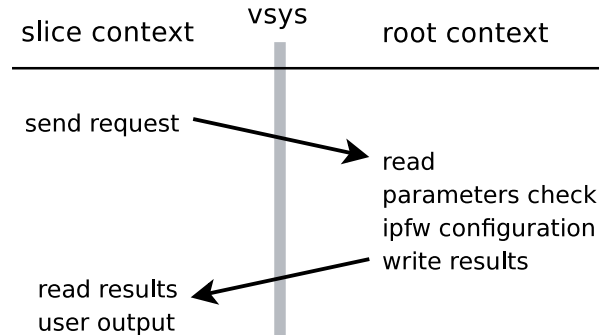 slice context
vsys
root context
send request
read
parameters check
ipfw configuration
write results
read results
user output